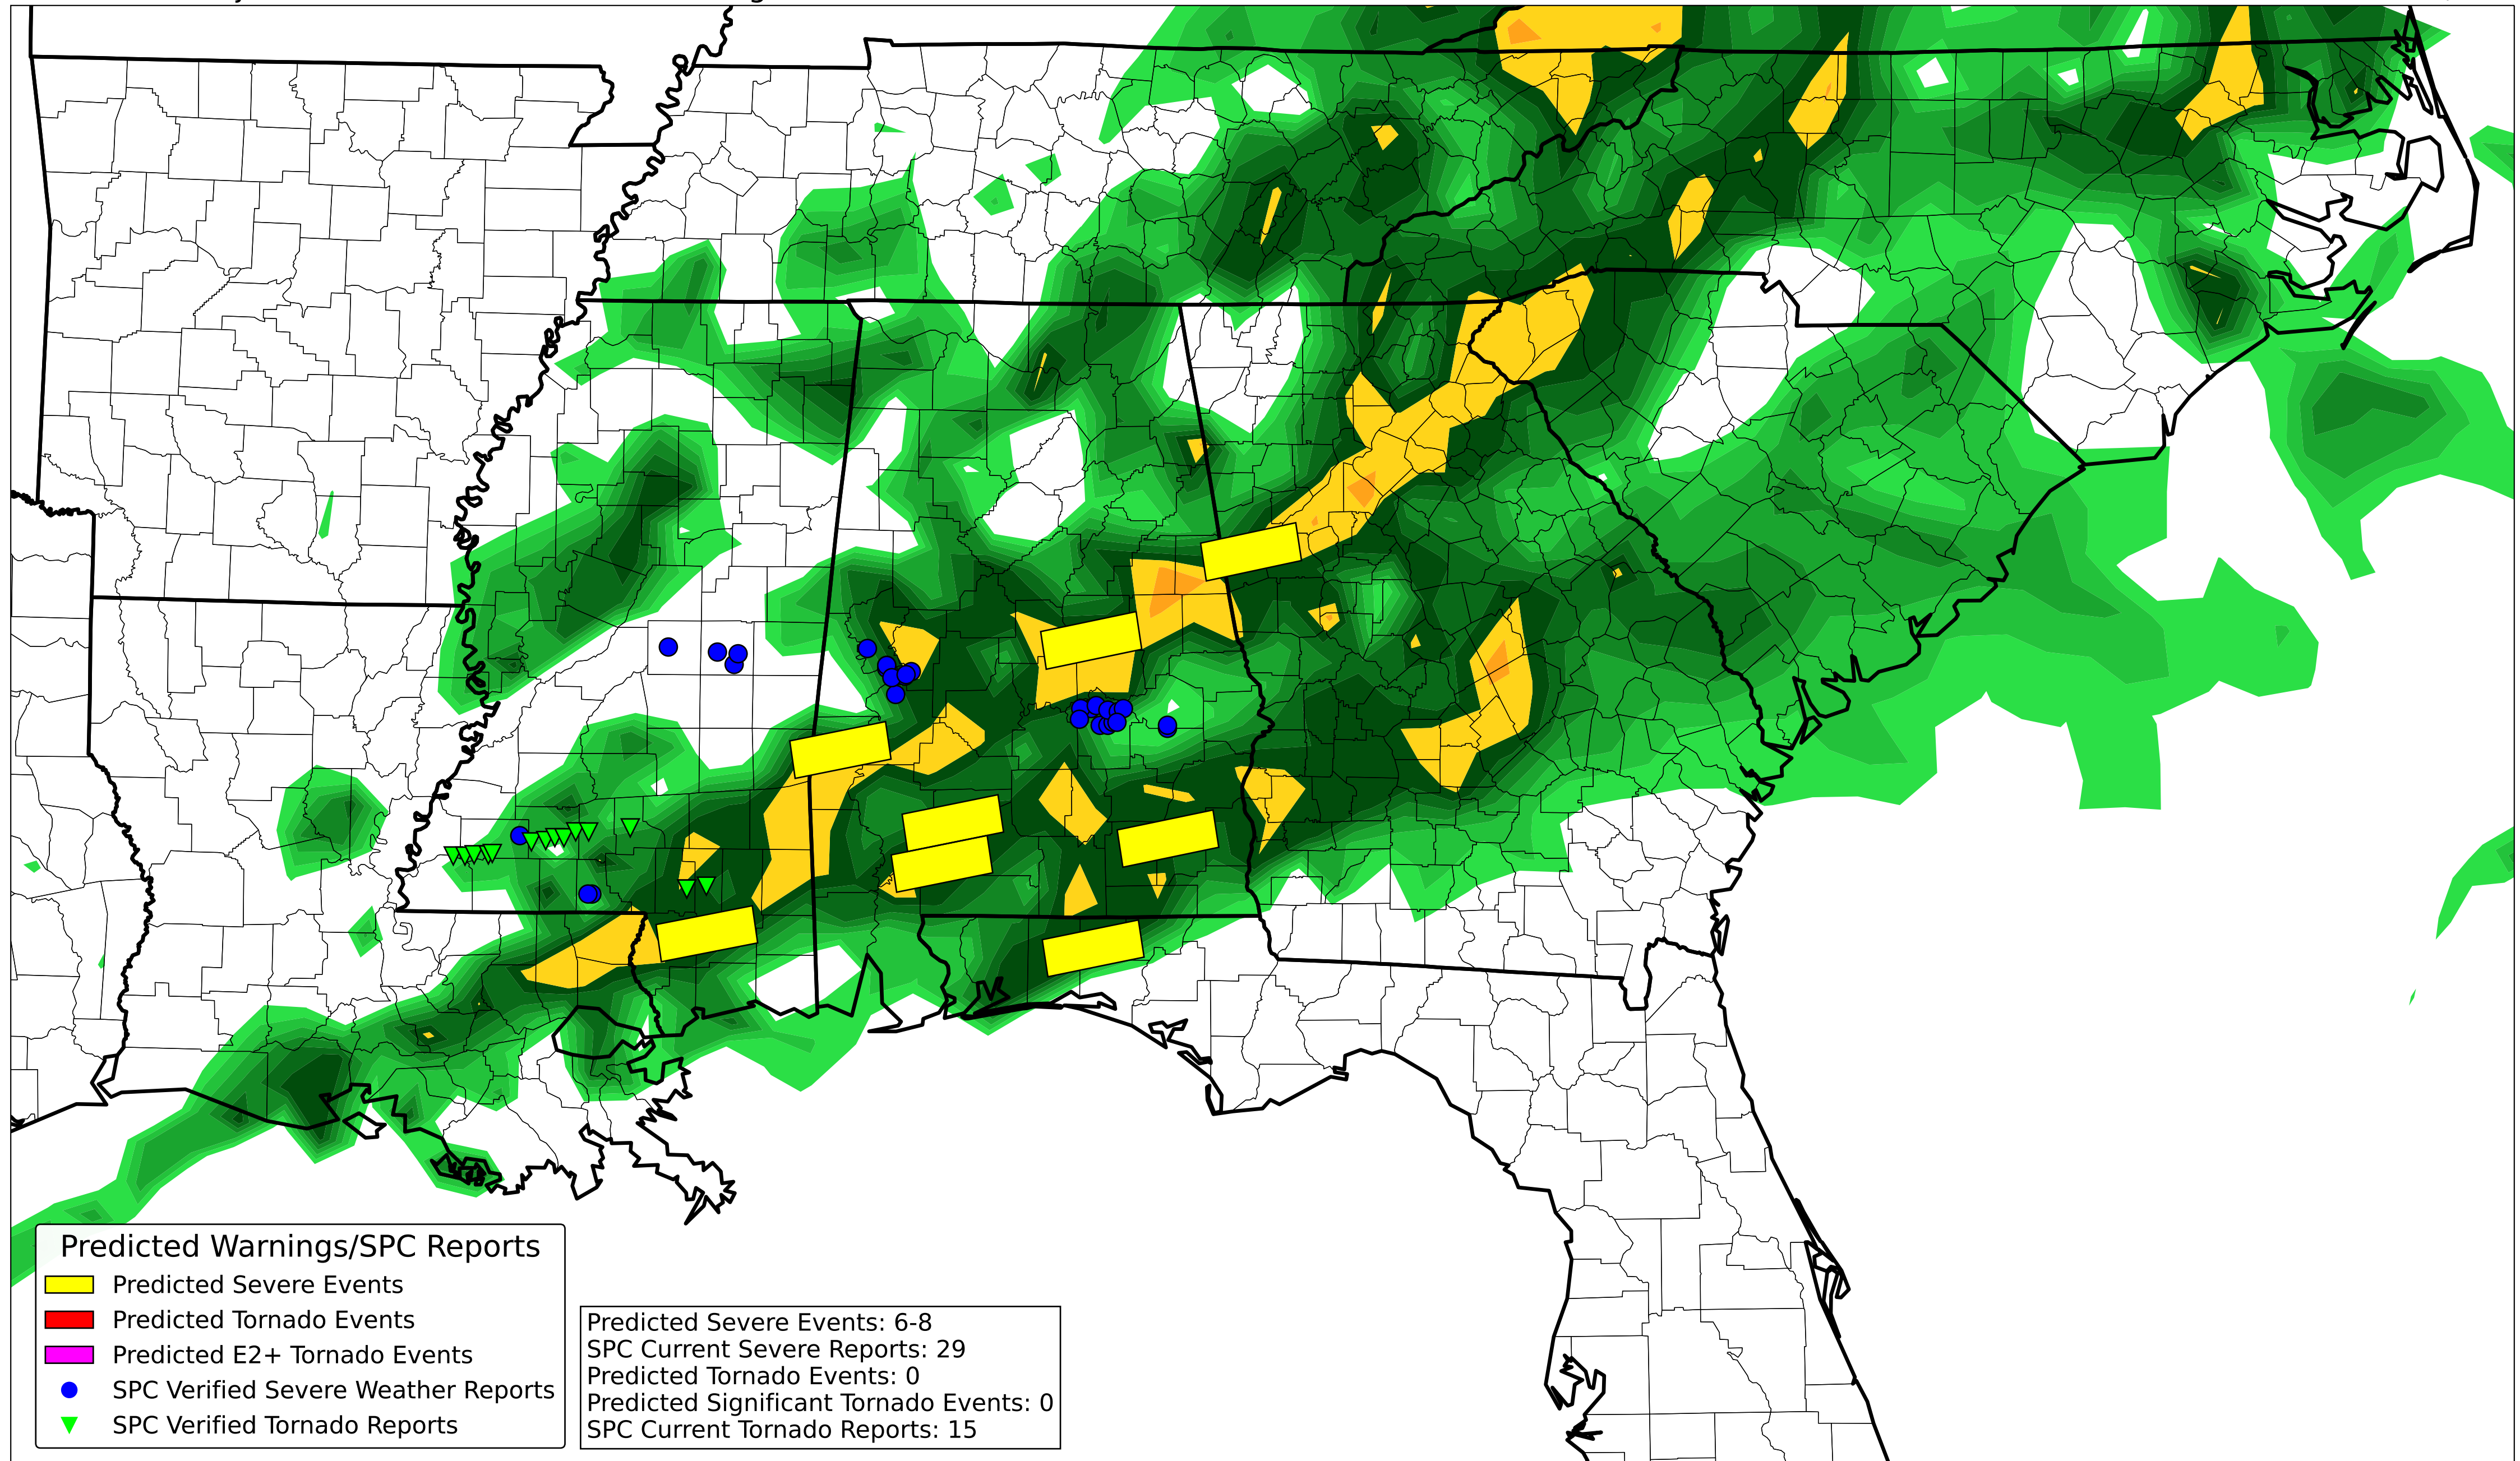 Predicted Warnings/SPC Reports
Predicted Severe Events
Predicted Tornado Events
Predicted E2+ Tornado Events
SPC Verified Severe Weather Reports
SPC Verified Tornado Reports
Predicted Severe Events: 6-8
SPC Current Severe Reports: 29
Predicted Tornado Events: 0
Predicted Significant Tornado Events: 0
SPC Current Tornado Reports: 15